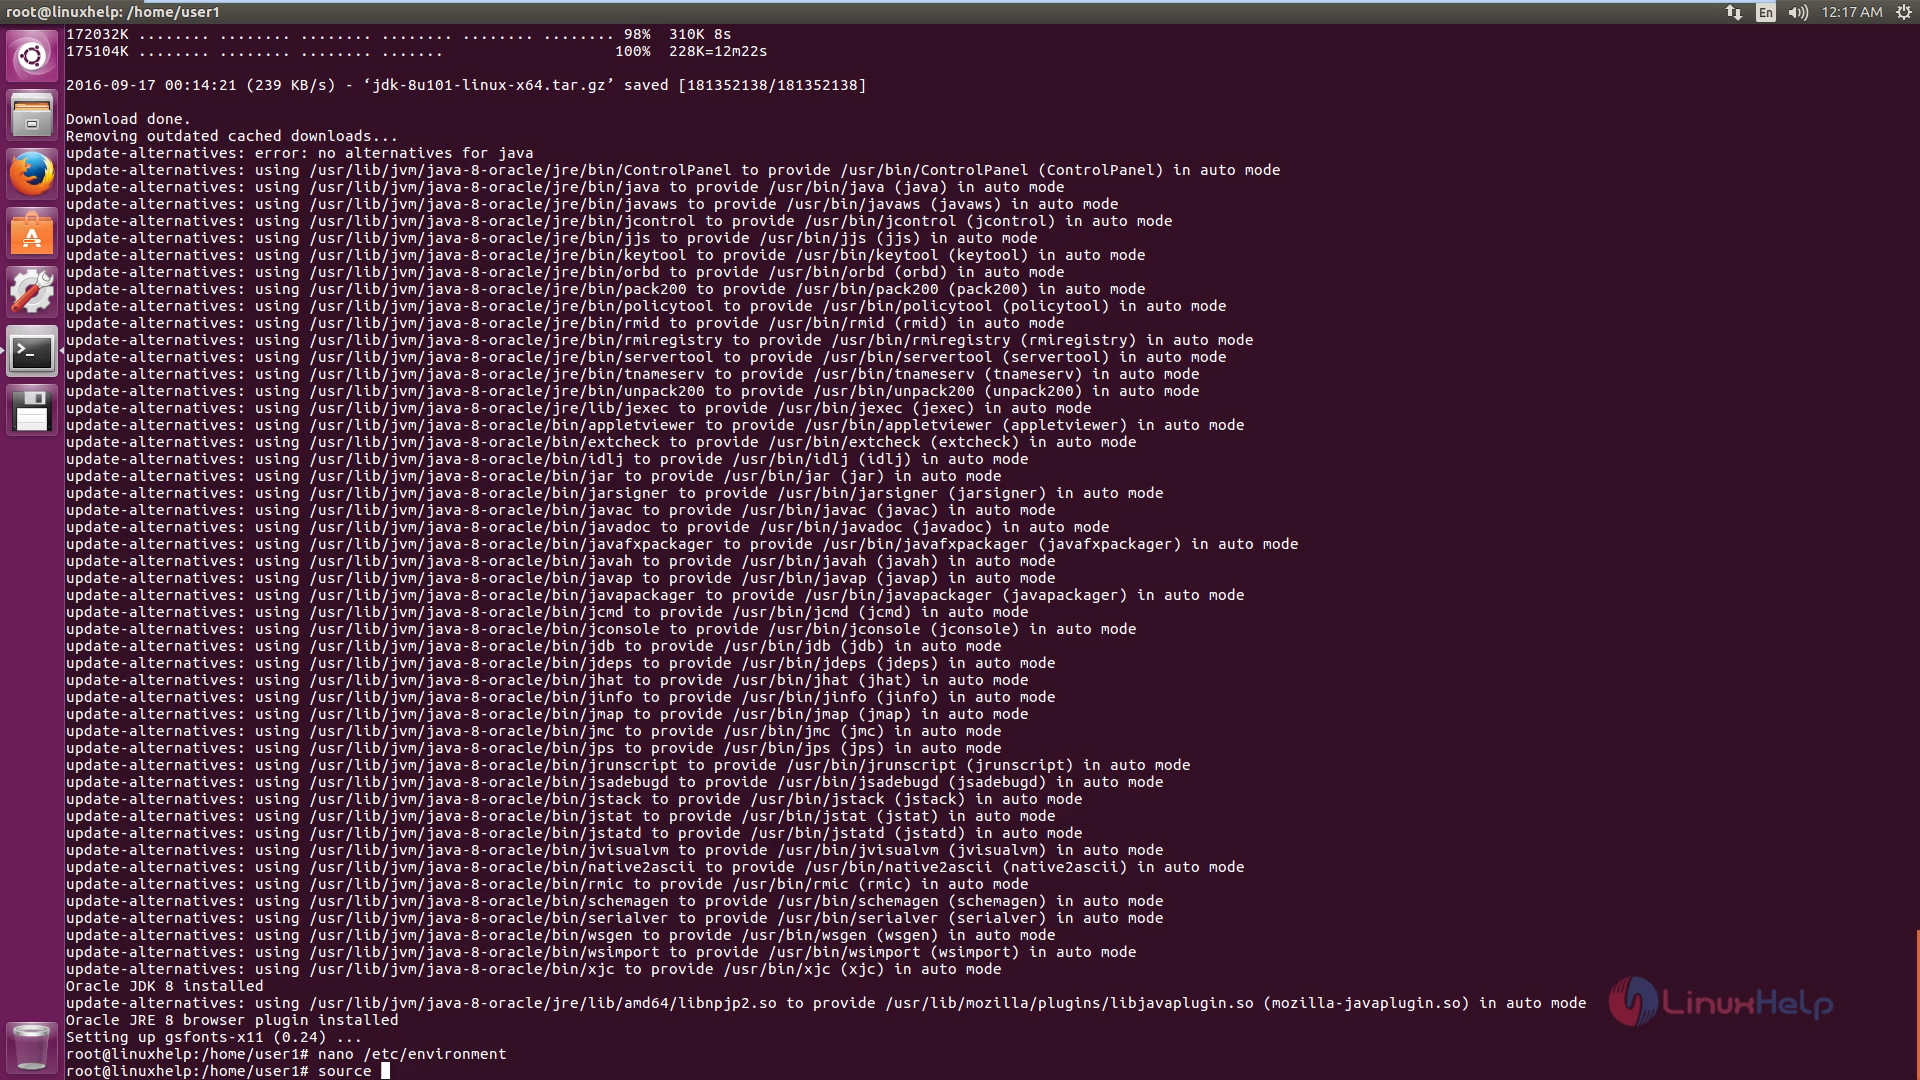 root@linuxhelp: /home/user1
En
12:17 AM
172032K ........ ........ ........ ........ ........ ........ 98%  310K 8s
175104K ........ ........ ........ .......                   100%  228K=12m22s
2016-09-17 00:14:21 (239 KB/s) - ‘jdk-8u101-linux-x64.tar.gz’ saved [181352138/181352138]
Download done.
Removing outdated cached downloads...
update-alternatives: error: no alternatives for java
update-alternatives: using /usr/lib/jvm/java-8-oracle/jre/bin/ControlPanel to provide /usr/bin/ControlPanel (ControlPanel) in auto mode
update-alternatives: using /usr/lib/jvm/java-8-oracle/jre/bin/java to provide /usr/bin/java (java) in auto mode
update-alternatives: using /usr/lib/jvm/java-8-oracle/jre/bin/javaws to provide /usr/bin/javaws (javaws) in auto mode
update-alternatives: using /usr/lib/jvm/java-8-oracle/jre/bin/jcontrol to provide /usr/bin/jcontrol (jcontrol) in auto mode
update-alternatives: using /usr/lib/jvm/java-8-oracle/jre/bin/jjs to provide /usr/bin/jjs (jjs) in auto mode
update-alternatives: using /usr/lib/jvm/java-8-oracle/jre/bin/keytool to provide /usr/bin/keytool (keytool) in auto mode
update-alternatives: using /usr/lib/jvm/java-8-oracle/jre/bin/orbd to provide /usr/bin/orbd (orbd) in auto mode
update-alternatives: using /usr/lib/jvm/java-8-oracle/jre/bin/pack200 to provide /usr/bin/pack200 (pack200) in auto mode
update-alternatives: using /usr/lib/jvm/java-8-oracle/jre/bin/policytool to provide /usr/bin/policytool (policytool) in auto mode
update-alternatives: using /usr/lib/jvm/java-8-oracle/jre/bin/rmid to provide /usr/bin/rmid (rmid) in auto mode
update-alternatives: using /usr/lib/jvm/java-8-oracle/jre/bin/rmiregistry to provide /usr/bin/rmiregistry (rmiregistry) in auto mode
update-alternatives: using /usr/lib/jvm/java-8-oracle/jre/bin/servertool to provide /usr/bin/servertool (servertool) in auto mode
update-alternatives: using /usr/lib/jvm/java-8-oracle/jre/bin/tnameserv to provide /usr/bin/tnameserv (tnameserv) in auto mode
update-alternatives: using /usr/lib/jvm/java-8-oracle/jre/bin/unpack200 to provide /usr/bin/unpack200 (unpack200) in auto mode
update-alternatives: using /usr/lib/jvm/java-8-oracle/jre/lib/jexec to provide /usr/bin/jexec (jexec) in auto mode
update-alternatives: using /usr/lib/jvm/java-8-oracle/bin/appletviewer to provide /usr/bin/appletviewer (appletviewer) in auto mode
update-alternatives: using /usr/lib/jvm/java-8-oracle/bin/extcheck to provide /usr/bin/extcheck (extcheck) in auto mode
update-alternatives: using /usr/lib/jvm/java-8-oracle/bin/idlj to provide /usr/bin/idlj (idlj) in auto mode
update-alternatives: using /usr/lib/jvm/java-8-oracle/bin/jar to provide /usr/bin/jar (jar) in auto mode
update-alternatives: using /usr/lib/jvm/java-8-oracle/bin/jarsigner to provide /usr/bin/jarsigner (jarsigner) in auto mode
update-alternatives: using /usr/lib/jvm/java-8-oracle/bin/javac to provide /usr/bin/javac (javac) in auto mode
update-alternatives: using /usr/lib/jvm/java-8-oracle/bin/javadoc to provide /usr/bin/javadoc (javadoc) in auto mode
update-alternatives: using /usr/lib/jvm/java-8-oracle/bin/javafxpackager to provide /usr/bin/javafxpackager (javafxpackager) in auto mode
update-alternatives: using /usr/lib/jvm/java-8-oracle/bin/javah to provide /usr/bin/javah (javah) in auto mode
update-alternatives: using /usr/lib/jvm/java-8-oracle/bin/javap to provide /usr/bin/javap (javap) in auto mode
update-alternatives: using /usr/lib/jvm/java-8-oracle/bin/javapackager to provide /usr/bin/javapackager (javapackager) in auto mode
update-alternatives: using /usr/lib/jvm/java-8-oracle/bin/jcmd to provide /usr/bin/jcmd (jcmd) in auto mode
update-alternatives: using /usr/lib/jvm/java-8-oracle/bin/jconsole to provide /usr/bin/jconsole (jconsole) in auto mode
update-alternatives: using /usr/lib/jvm/java-8-oracle/bin/jdb to provide /usr/bin/jdb (jdb) in auto mode
update-alternatives: using /usr/lib/jvm/java-8-oracle/bin/jdeps to provide /usr/bin/jdeps (jdeps) in auto mode
update-alternatives: using /usr/lib/jvm/java-8-oracle/bin/jhat to provide /usr/bin/jhat (jhat) in auto mode
update-alternatives: using /usr/lib/jvm/java-8-oracle/bin/jinfo to provide /usr/bin/jinfo (jinfo) in auto mode
update-alternatives: using /usr/lib/jvm/java-8-oracle/bin/jmap to provide /usr/bin/jmap (jmap) in auto mode
update-alternatives: using /usr/lib/jvm/java-8-oracle/bin/jmc to provide /usr/bin/jmc (jmc) in auto mode
update-alternatives: using /usr/lib/jvm/java-8-oracle/bin/jps to provide /usr/bin/jps (jps) in auto mode
update-alternatives: using /usr/lib/jvm/java-8-oracle/bin/jrunscript to provide /usr/bin/jrunscript (jrunscript) in auto mode
update-alternatives: using /usr/lib/jvm/java-8-oracle/bin/jsadebugd to provide /usr/bin/jsadebugd (jsadebugd) in auto mode
update-alternatives: using /usr/lib/jvm/java-8-oracle/bin/jstack to provide /usr/bin/jstack (jstack) in auto mode
update-alternatives: using /usr/lib/jvm/java-8-oracle/bin/jstat to provide /usr/bin/jstat (jstat) in auto mode
update-alternatives: using /usr/lib/jvm/java-8-oracle/bin/jstatd to provide /usr/bin/jstatd (jstatd) in auto mode
update-alternatives: using /usr/lib/jvm/java-8-oracle/bin/jvisualvm to provide /usr/bin/jvisualvm (jvisualvm) in auto mode
update-alternatives: using /usr/lib/jvm/java-8-oracle/bin/native2ascii to provide /usr/bin/native2ascii (native2ascii) in auto mode
update-alternatives: using /usr/lib/jvm/java-8-oracle/bin/rmic to provide /usr/bin/rmic (rmic) in auto mode
update-alternatives: using /usr/lib/jvm/java-8-oracle/bin/schemagen to provide /usr/bin/schemagen (schemagen) in auto mode
update-alternatives: using /usr/lib/jvm/java-8-oracle/bin/serialver to provide /usr/bin/serialver (serialver) in auto mode
update-alternatives: using /usr/lib/jvm/java-8-oracle/bin/wsgen to provide /usr/bin/wsgen (wsgen) in auto mode
update-alternatives: using /usr/lib/jvm/java-8-oracle/bin/wsimport to provide /usr/bin/wsimport (wsimport) in auto mode
update-alternatives: using /usr/lib/jvm/java-8-oracle/bin/xjc to provide /usr/bin/xjc (xjc) in auto mode
Oracle JDK 8 installed
update-alternatives: using /usr/lib/jvm/java-8-oracle/jre/lib/amd64/libnpjp2.so to provide /usr/lib/mozilla/plugins/libjavaplugin.so (mozilla-javaplugin.so) in auto mode
Oracle JRE 8 browser plugin installed
Setting up gsfonts-x11 (0.24) ...
root@linuxhelp:/home/user1# nano /etc/environment
root@linuxhelp:/home/user1# source
LinuxHelp